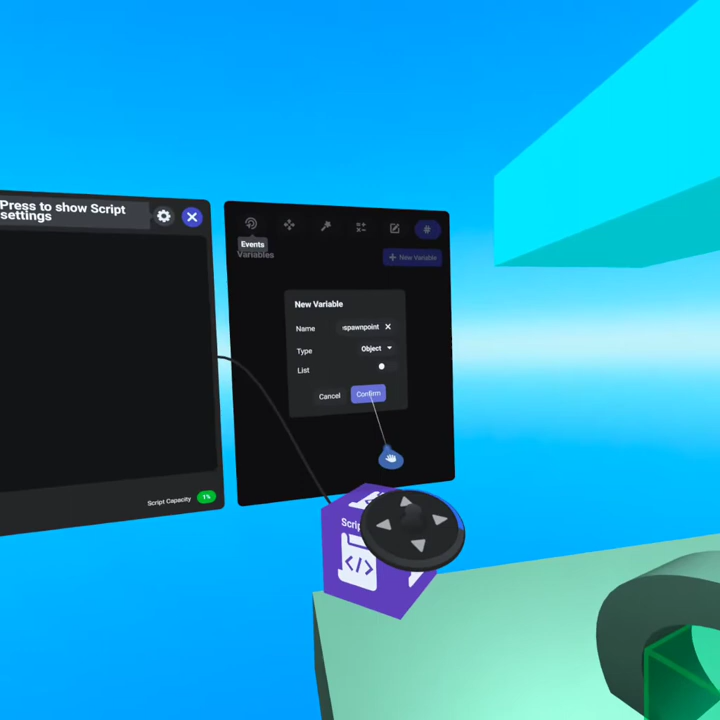 Press to show Script
settings
Events
Variables
#
+ New Variable
New Variable
Name
spawnpoint ×
Type
Object
List
Cancel
Confirm
Script Capacity
1%
</>